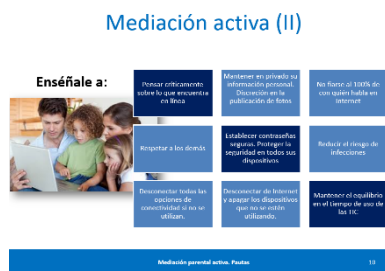 Mediación activa (II)
Enséñale a:
Pensar críticamente
sobre lo que encuentra
en línea
Mantener en privado su
información personal.
Discreción en la
publicación de fotos
No fiarse al 100% de
con quién habla en
Internet
Respetar a los demás
Establecer contraseñas
seguras. Proteger la
seguridad en todos sus
dispositivos
Reducir el riesgo de
infecciones
Desconectar todas las
opciones de
conectividad si no se
utilizan.
Desconectar de Internet
y apagar los dispositivos
que no se estén
utilizando.
Mantener el equilibrio
en el tiempo de uso de
las TIC
Mediación parental activa. Pautas
10